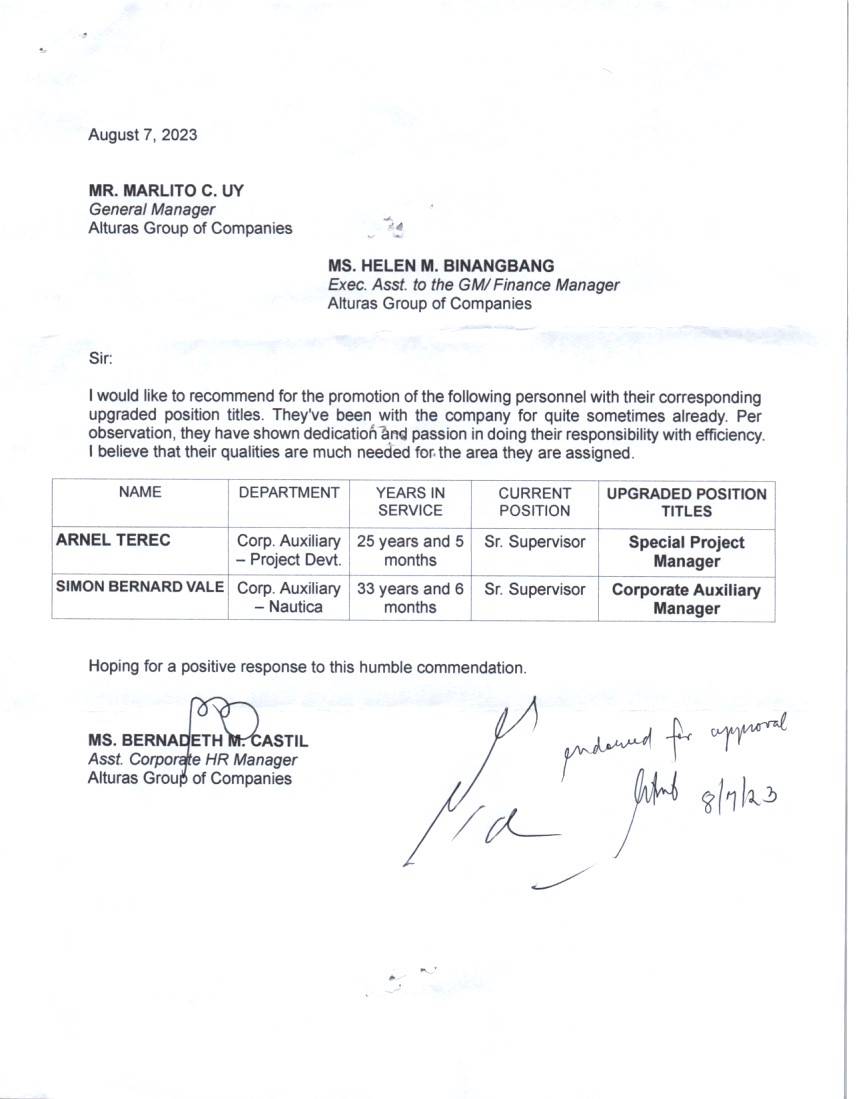 August 7, 2023
MR. MARLITO C. UY
General Manager
Alturas Group of Companies
MS. HELEN M. BINANGBANG
Exec. Asst. to the GM/ Finance Manager
Alturas Group of Companies
Sir:
I would like to recommend for the promotion of the following personnel with their corresponding
upgraded position titles. They've been with the company for quite sometimes already. Per
observation, they have shown dedication and passion in doing their responsibility with efficiency.
I believe that their qualities are much needed for the area they are assigned.
NAME DEPARTMENT YEARS IN SERVICE CURRENT POSITION UPGRADED POSITION TITLES
ARNEL TEREC Corp. Auxiliary – Project Devt. 25 years and 5 months Sr. Supervisor Special Project Manager
SIMON BERNARD VALE Corp. Auxiliary – Nautica 33 years and 6 months Sr. Supervisor Corporate Auxiliary Manager
Hoping for a positive response to this humble commendation.
MS. BERNADETH M. CASTIL
Asst. Corporate HR Manager
Alturas Group of Companies
endorsed for approval
8/7/23